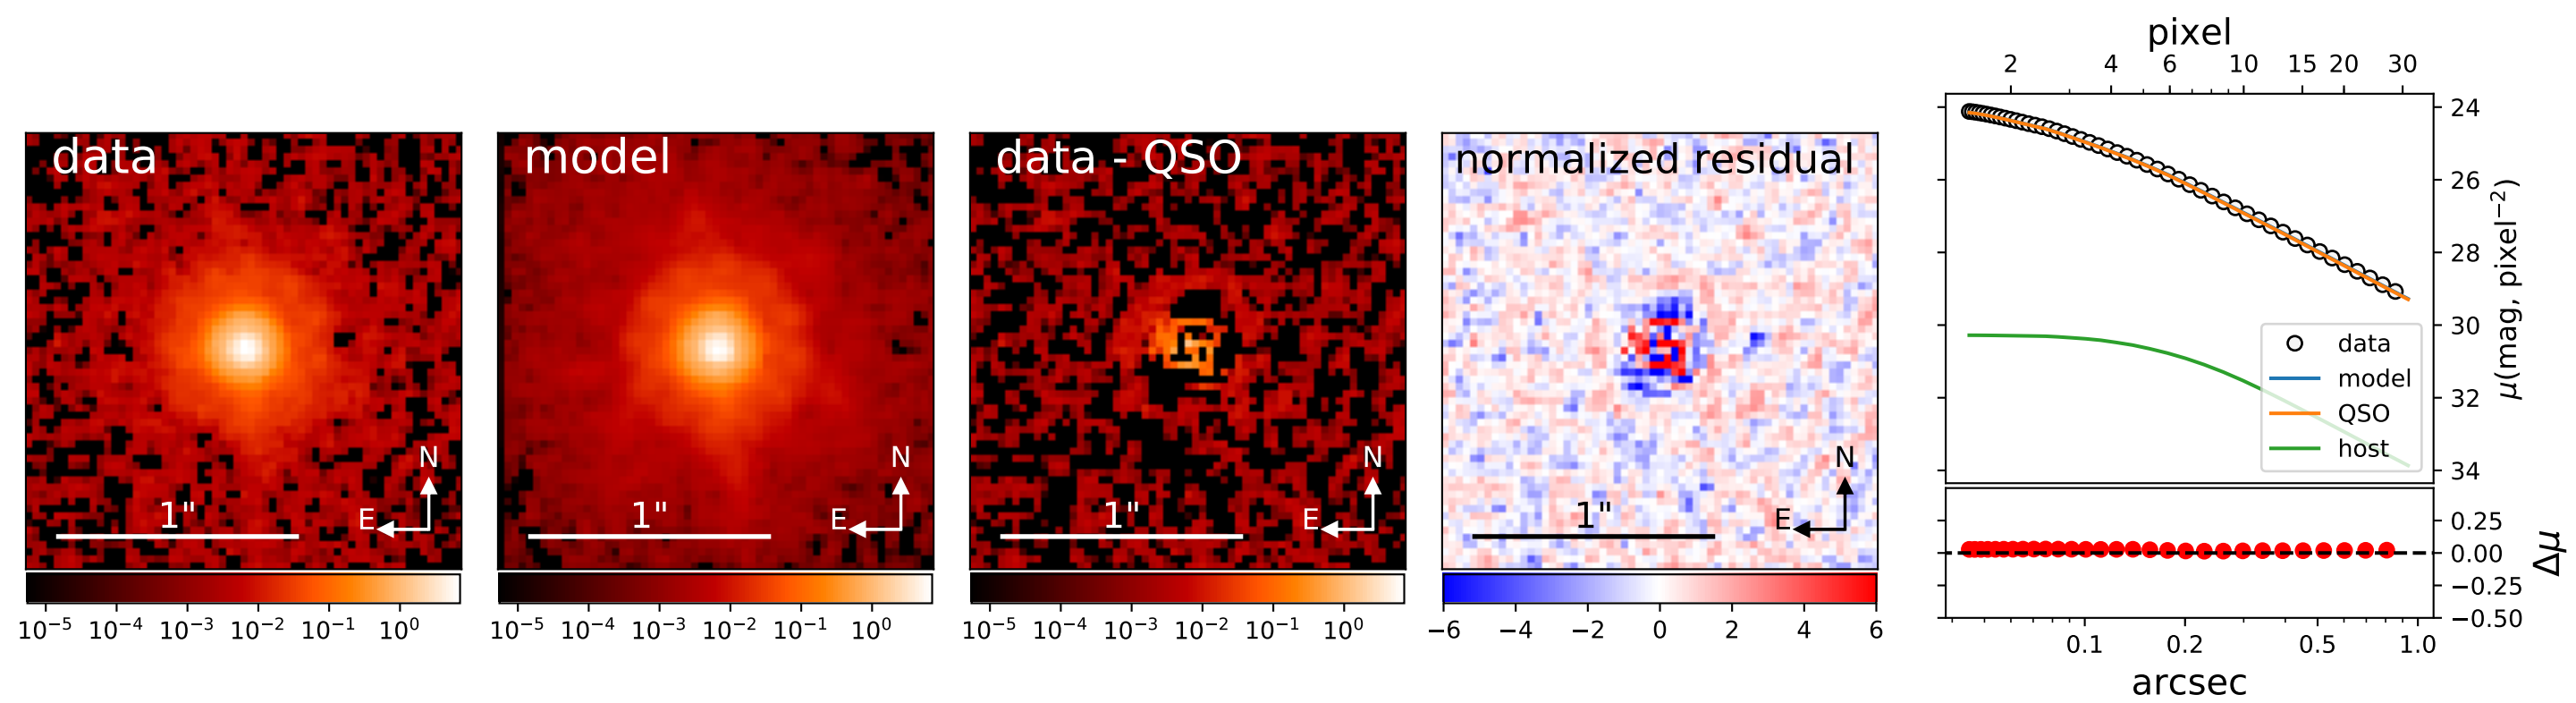 data
1"
N
E
10⁻⁵ 10⁻⁴ 10⁻³ 10⁻² 10⁻¹ 10⁰
model
1"
N
E
10⁻⁵ 10⁻⁴ 10⁻³ 10⁻² 10⁻¹ 10⁰
data - QSO
1"
N
E
10⁻⁵ 10⁻⁴ 10⁻³ 10⁻² 10⁻¹ 10⁰
normalized residual
1"
N
E
−6 −4 −2 0 2 4 6
pixel
2 4 6 10 15 20 30
24
26
28
30
32
34
μ(mag, pixel⁻²)
data
model
QSO
host
0.25
0.00
−0.25
−0.50
Δμ
0.1 0.2 0.5 1.0
arcsec